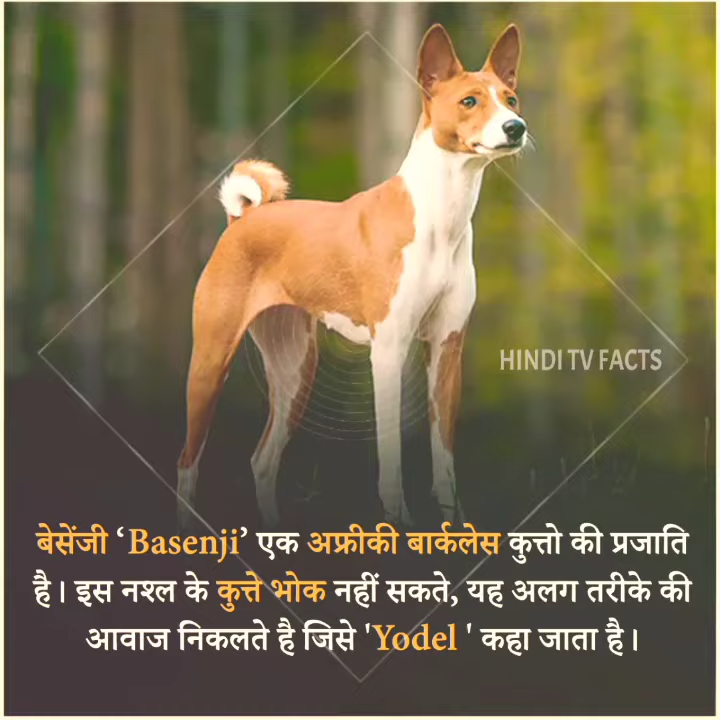 HINDI TV FACTS
बेसेंजी ‘Basenji’ एक अफ्रीकी बार्कलेस कुत्तो की प्रजाति
है। इस नश्ल के कुत्ते भोक नहीं सकते, यह अलग तरीके की
आवाज निकलते है जिसे 'Yodel ' कहा जाता है।